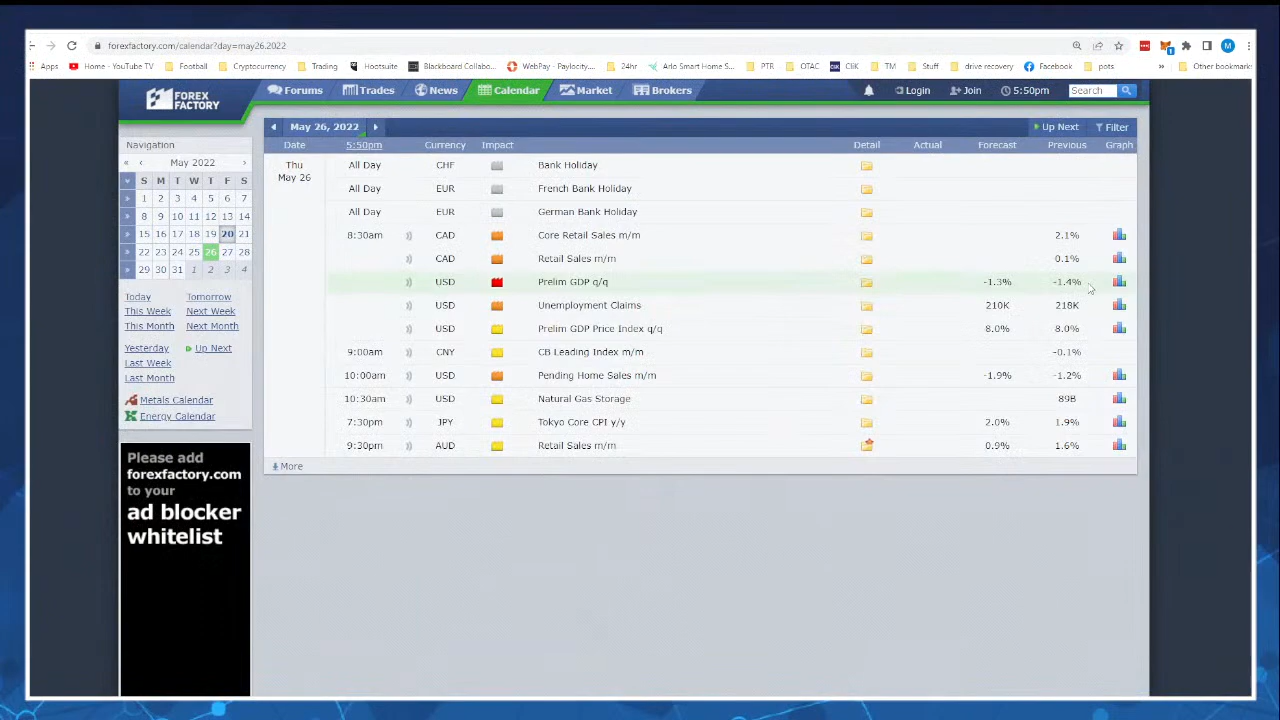 forexfactory.com/calendar?day=may26.2022
Apps Home - YouTube TV Football Cryptocurrency Trading Hootsuite Blackboard Collabo... WebPay: Paylocity.... 24hr Arlo Smart Home S... PTE OTAC CBK TM Stuff drive recovery Facebook pots » Other bookmarks
FOREX FACTORY
Forums Trades News Calendar Market Brokers Login Join 5:50pm Search
Navigation
« ‹ May 2022 ›
S M T W T F S
1 2 3 4 5 6 7
8 9 10 11 12 13 14
15 16 17 18 19 20 21
22 23 24 25 26 27 28
29 30 31 1 2 3 4
Today Tomorrow
This Week Next Week
This Month Next Month
Yesterday Up Next
Last Week
Last Month
Metals Calendar
Energy Calendar
Please add
forexfactory.com
to your
ad blocker
whitelist
May 26, 2022 Up Next Filter
Date 5:50pm Currency Impact Detail Actual Forecast Previous Graph
Thu May 26 All Day CHF Bank Holiday
All Day EUR French Bank Holiday
All Day EUR German Bank Holiday
8:30am CAD Core Retail Sales m/m 2.1%
CAD Retail Sales m/m 0.1%
USD Prelim GDP q/q -1.3% -1.4%
USD Unemployment Claims 210K 218K
USD Prelim GDP Price Index q/q 8.0% 8.0%
9:00am CNY CB Leading Index m/m -0.1%
10:00am USD Pending Home Sales m/m -1.9% -1.2%
10:30am USD Natural Gas Storage 89B
7:30pm JPY Tokyo Core CPI y/y 2.0% 1.9%
9:30pm AUD Retail Sales m/m 0.9% 1.6%
More